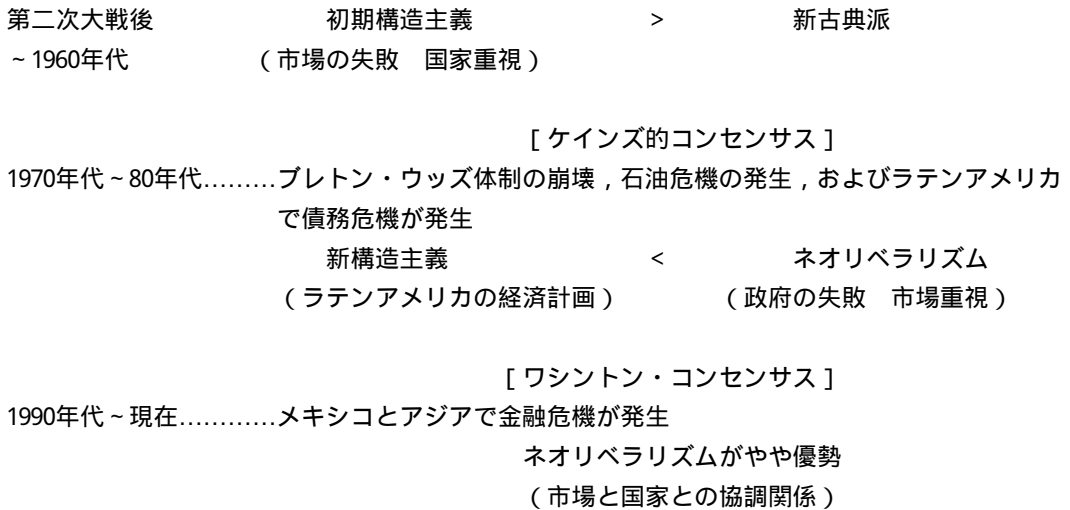 第二次大戦後 初期構造主義 > 新古典派
~1960年代 (市場の失敗 国家重視)
[ケインズ的コンセンサス]
1970年代~80年代………ブレトン・ウッズ体制の崩壊,石油危機の発生,およびラテンアメリカ
で債務危機が発生
新構造主義 < ネオリベラリズム
(ラテンアメリカの経済計画) (政府の失敗 市場重視)
[ワシントン・コンセンサス]
1990年代~現在…………メキシコとアジアで金融危機が発生
ネオリベラリズムがやや優勢
(市場と国家との協調関係)